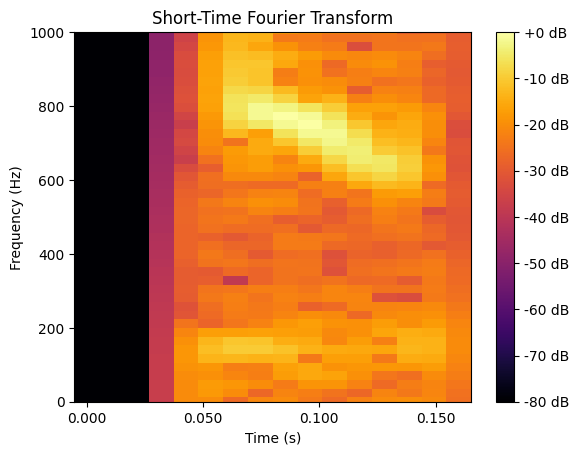 Short-Time Fourier Transform
Frequency (Hz)
1000
800
600
400
200
0
0.000
0.050
0.100
0.150
Time (s)
+0 dB
-10 dB
-20 dB
-30 dB
-40 dB
-50 dB
-60 dB
-70 dB
-80 dB